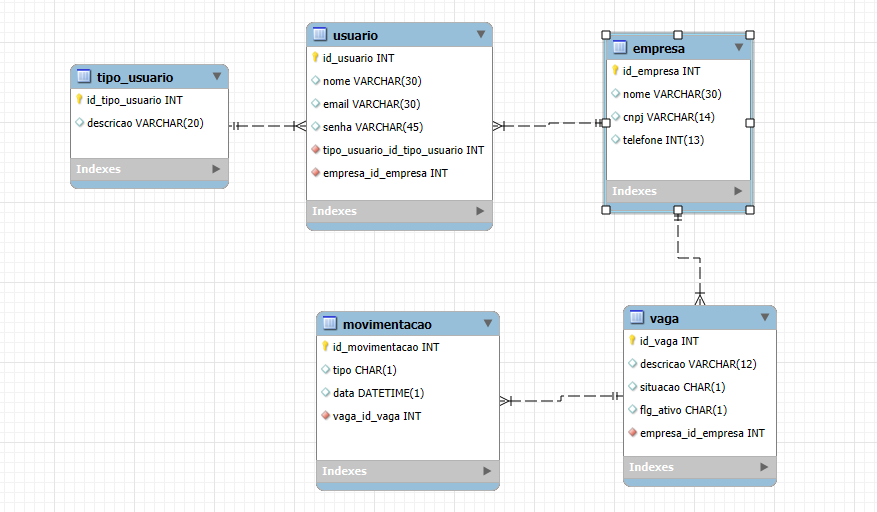 tipo_usuario
id_tipo_usuario INT
descricao VARCHAR(20)
Indexes
usuario
id_usuario INT
nome VARCHAR(30)
email VARCHAR(30)
senha VARCHAR(45)
tipo_usuario_id_tipo_usuario INT
empresa_id_empresa INT
Indexes
empresa
id_empresa INT
nome VARCHAR(30)
cnpj VARCHAR(14)
telefone INT(13)
Indexes
movimentacao
id_movimentacao INT
tipo CHAR(1)
data DATETIME(1)
vaga_id_vaga INT
Indexes
vaga
id_vaga INT
descricao VARCHAR(12)
situacao CHAR(1)
flg_ativo CHAR(1)
empresa_id_empresa INT
Indexes